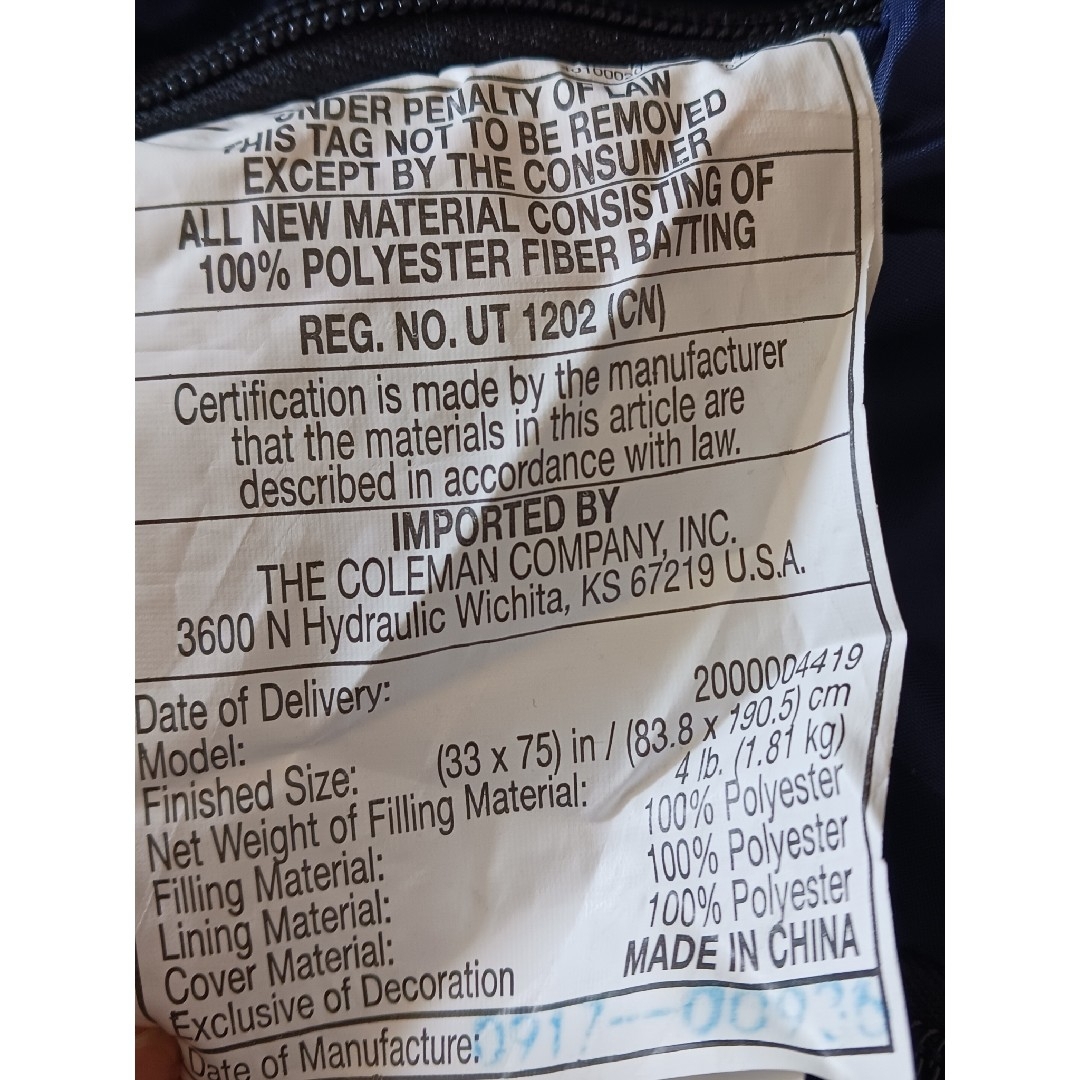 UNDER PENALTY OF LAW
THIS TAG NOT TO BE REMOVED
EXCEPT BY THE CONSUMER
ALL NEW MATERIAL CONSISTING OF
100% POLYESTER FIBER BATTING
REG. NO. UT 1202 (CN)
Certification is made by the manufacturer
that the materials in this article are
described in accordance with law.
IMPORTED BY
THE COLEMAN COMPANY, INC.
3600 N Hydraulic Wichita, KS 67219 U.S.A.
Date of Delivery:
Model: 2000004419
Finished Size: (33 x 75) in / (83.8 x 190.5) cm
Net Weight of Filling Material: 4 lb. (1.81 kg)
Filling Material: 100% Polyester
Lining Material: 100% Polyester
Cover Material: 100% Polyester
Exclusive of Decoration MADE IN CHINA
Date of Manufacture: 0917--00936